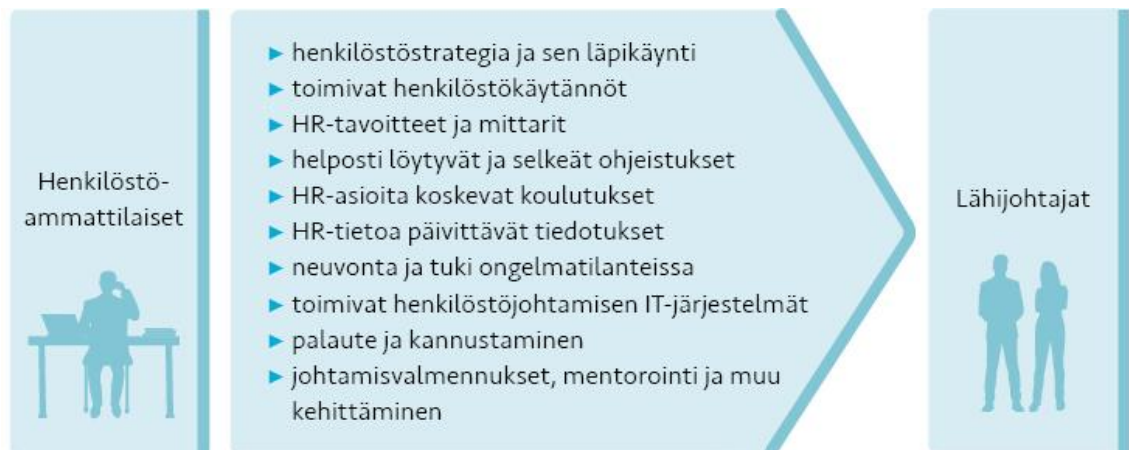 Henkilöstö-
ammattilaiset
henkilöstöstrategia ja sen läpikäynti
toimivat henkilöstökäytännöt
HR-tavoitteet ja mittarit
helposti löytyvät ja selkeät ohjeistukset
HR-asioita koskevat koulutukset
HR-tietoa päivittävät tiedotukset
neuvonta ja tuki ongelmatilanteissa
toimivat henkilöstöjohtamisen IT-järjestelmät
palaute ja kannustaminen
johtamisvalmennukset, mentorointi ja muu
kehittäminen
Lähijohtajat